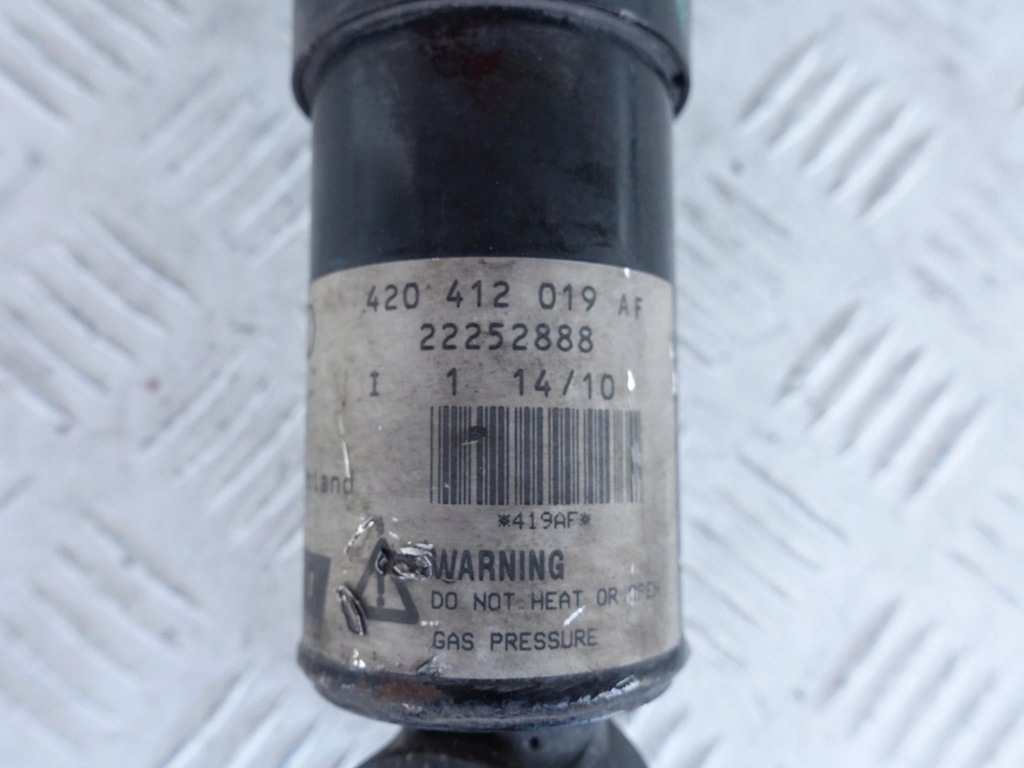 420 412 019 AF
22252888
I 1 14/10
*419AF*
WARNING
DO NOT HEAT OR OPEN
GAS PRESSURE